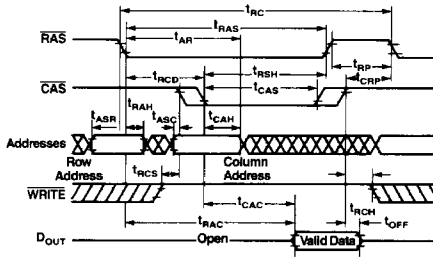 tRC
tRAS
tAR
RAS
tRP
tRCD
tRSH
tCRP
CAS
tCAS
tASR
tRAH
tASC
tCAH
Addresses
Row
Address
Column
Address
tRCS
WRITE
tCAC
tRCH
tRAC
tOFF
DOUT
Open
Valid Data